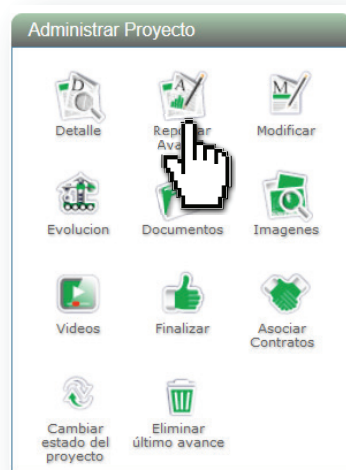 Administrar Proyecto
Detalle
Modificar
Evolucion
Documentos
Imagenes
Videos
Finalizar
Asociar
Contratos
Cambiar
estado del
proyecto
Eliminar
último avance